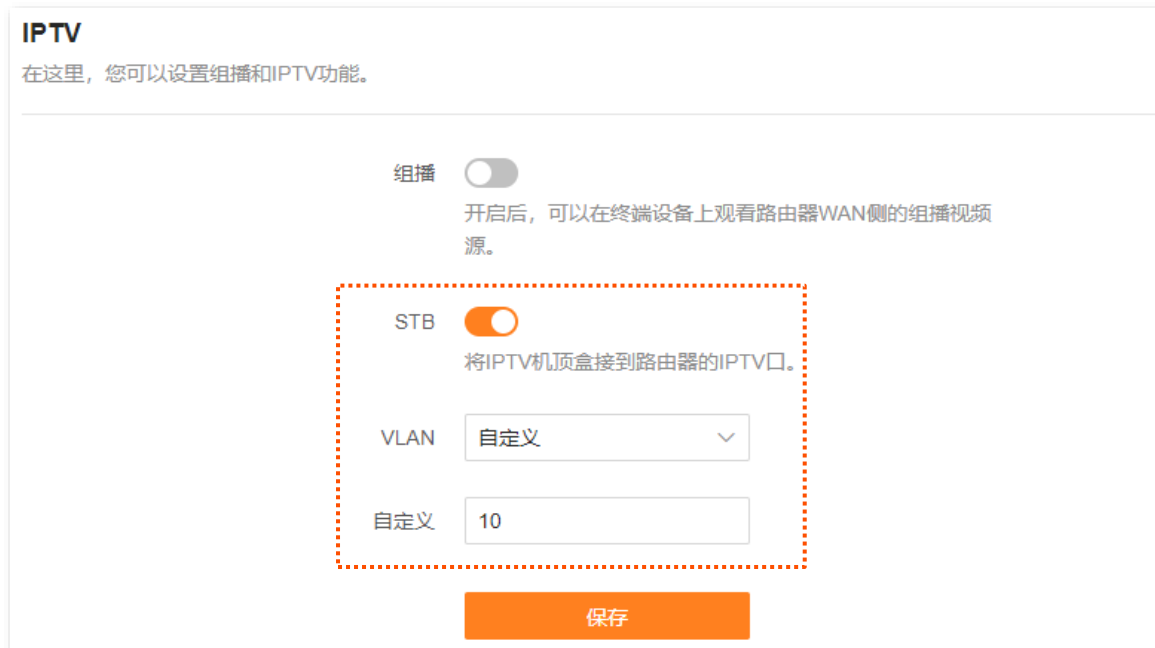 IPTV
在这里，您可以设置组播和IPTV功能。
组播
开启后，可以在终端设备上观看路由器WAN侧的组播视频
源。
STB
将IPTV机顶盒接到路由器的IPTV口。
VLAN 自定义
自定义 10
保存